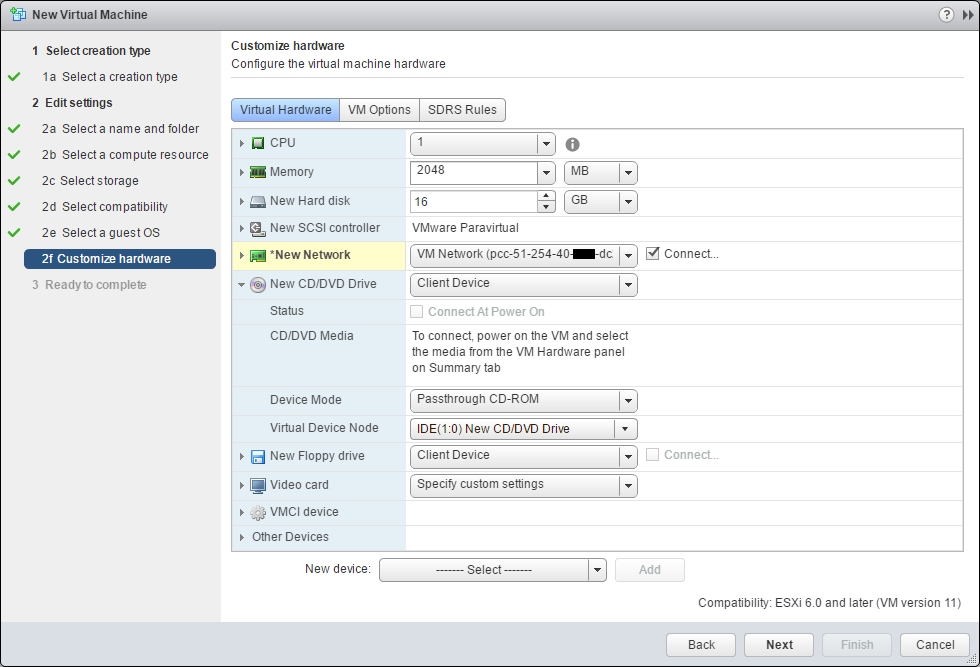 New Virtual Machine
1 Select creation type
1a Select a creation type
2 Edit settings
2a Select a name and folder
2b Select a compute resource
2c Select storage
2d Select compatibility
2e Select a guest OS
2f Customize hardware
3 Ready to complete
Customize hardware
Configure the virtual machine hardware
Virtual Hardware VM Options SDRS Rules
CPU 1
Memory 2048 MB
New Hard disk 16 GB
New SCSI controller VMware Paravirtual
*New Network VM Network (pcc-51-254-40- -dc. Connect...
New CD/DVD Drive Client Device
Status Connect At Power On
CD/DVD Media To connect, power on the VM and select
the media from the VM Hardware panel
on Summary tab
Device Mode Passthrough CD-ROM
Virtual Device Node IDE(1:0) New CD/DVD Drive
New Floppy drive Client Device Connect...
Video card Specify custom settings
VMCI device
Other Devices
New device: ------- Select ------- Add
Compatibility: ESXi 6.0 and later (VM version 11)
Back Next Finish Cancel